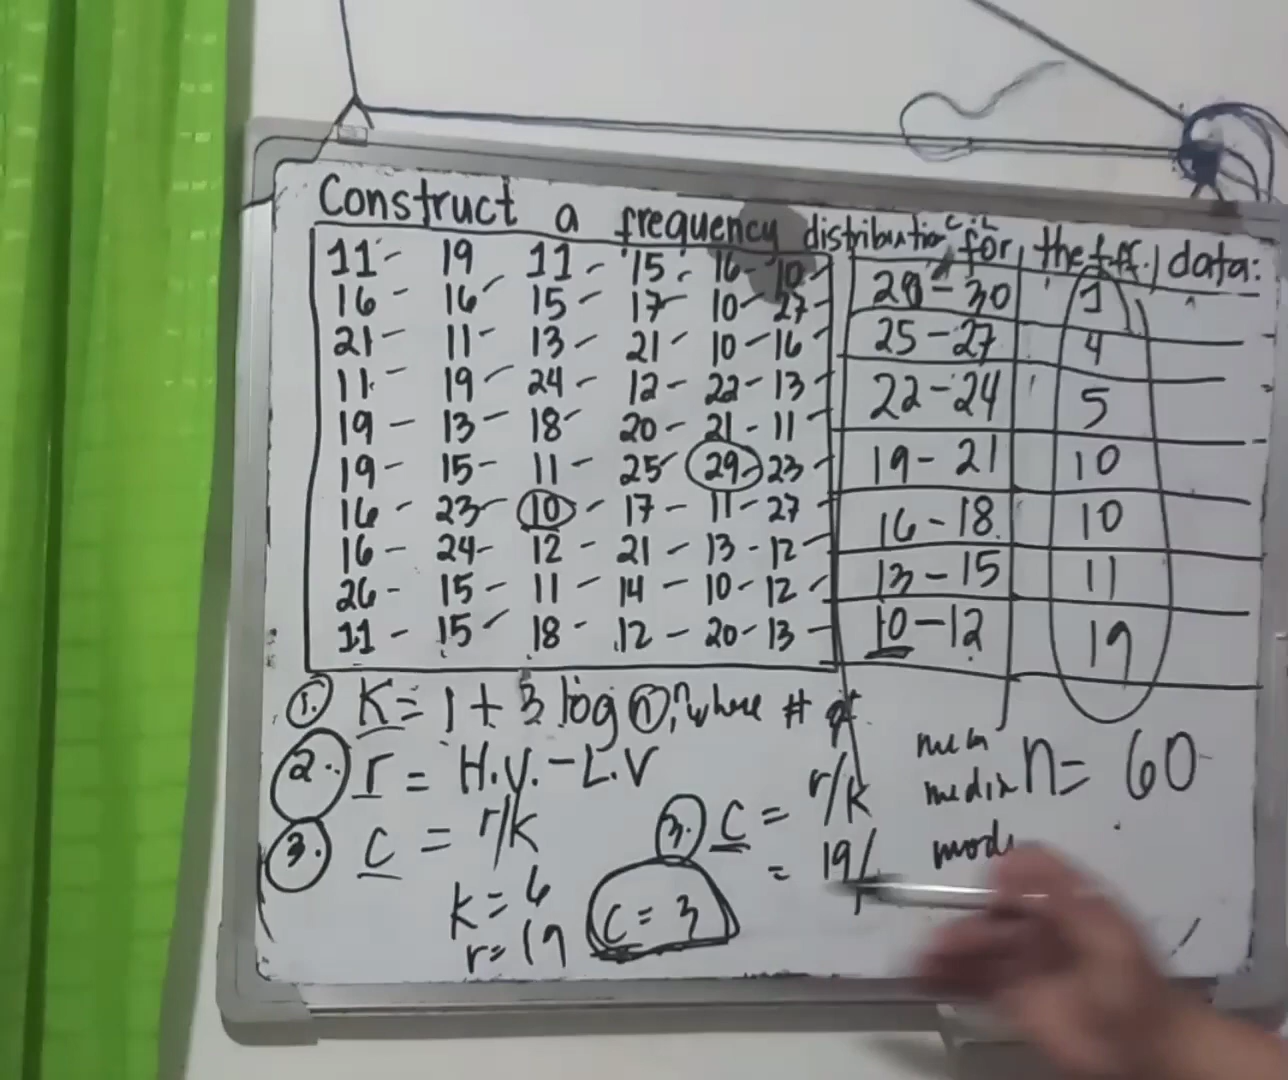 Construct a frequency distribution for the f.f. data:
11 - 19 11 - 15 - 16 - 10 -
16 - 16 - 15 - 17 - 10 - 27 -
21 - 11 - 13 - 21 - 10 - 16 -
11 - 19 - 24 - 12 - 22 - 13 -
19 - 13 - 18 - 20 - 21 - 11 -
19 - 15 - 11 - 25 - 29 - 23 -
16 - 23 - 10 - 17 - 11 - 27 -
16 - 24 - 12 - 21 - 13 - 12 -
26 - 15 - 11 - 14 - 10 - 12 -
11 - 15 - 18 - 12 - 20 - 13 -
C.L
28 - 30 1
25 - 27 4
22 - 24 5
19 - 21 10
16 - 18 10
13 - 15 11
10 - 12 19
1. K = 1 + 3 log n, where # of
2. r = H.V. - L.V
3. C = r/k
k = 6
r = 19
3. C = r/k
= 19/
C = 3
mean
median
mode
n = 60